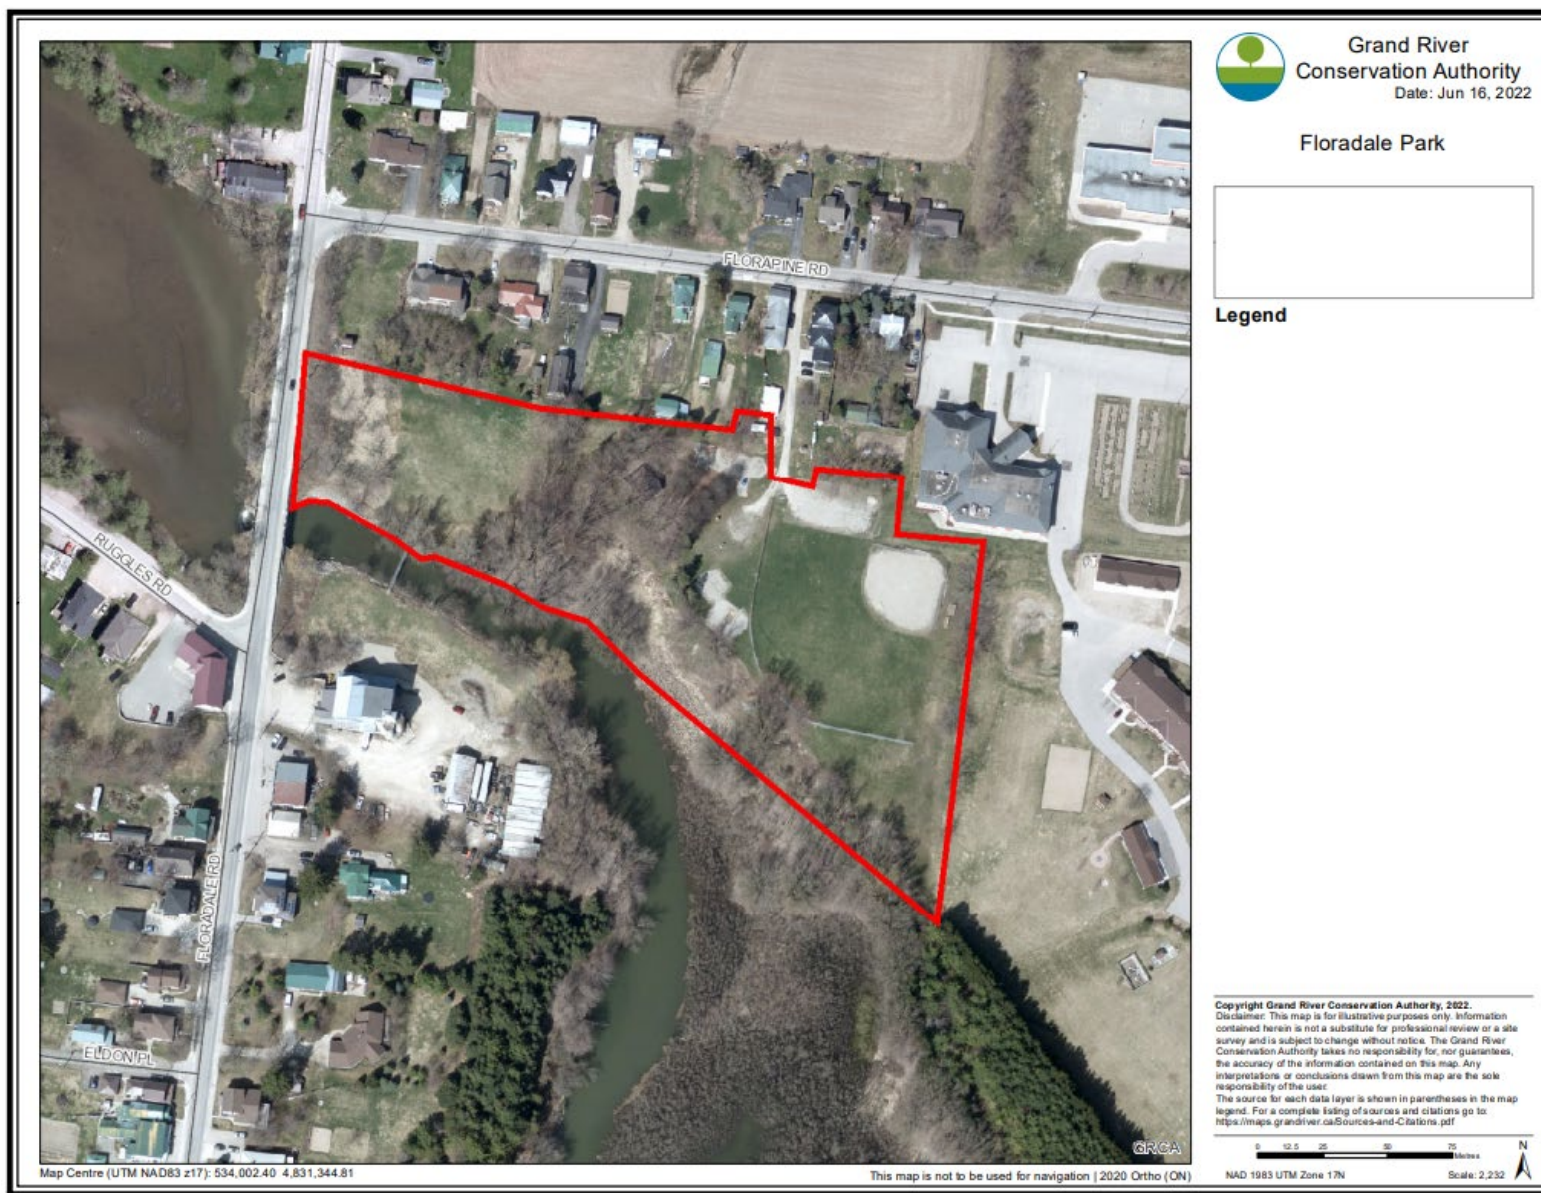 Grand River
Conservation Authority
Date: Jun 16, 2022
Floradale Park
Legend
FLORAPINE RD
RUGGLES RD
FLORADALE RD
ELDON PL
GRCA
Copyright Grand River Conservation Authority, 2022.
Disclaimer: This map is for illustrative purposes only. Information
contained herein is not a substitute for professional review or a site
survey and is subject to change without notice. The Grand River
Conservation Authority takes no responsibility for, nor guarantees,
the accuracy of the information contained on this map. Any
interpretations or conclusions drawn from this map are the sole
responsibility of the user.
The source for each data layer is shown in parentheses in the map
legend. For a complete listing of sources and citations go to:
https://maps.grandriver.ca/Sources-and-Citations.pdf
0 12.5 25 50 75
Metres
N
NAD 1983 UTM Zone 17N Scale: 2,232
Map Centre (UTM NAD83 z17): 534,002.40 4,831,344.81
This map is not to be used for navigation | 2020 Ortho (ON)